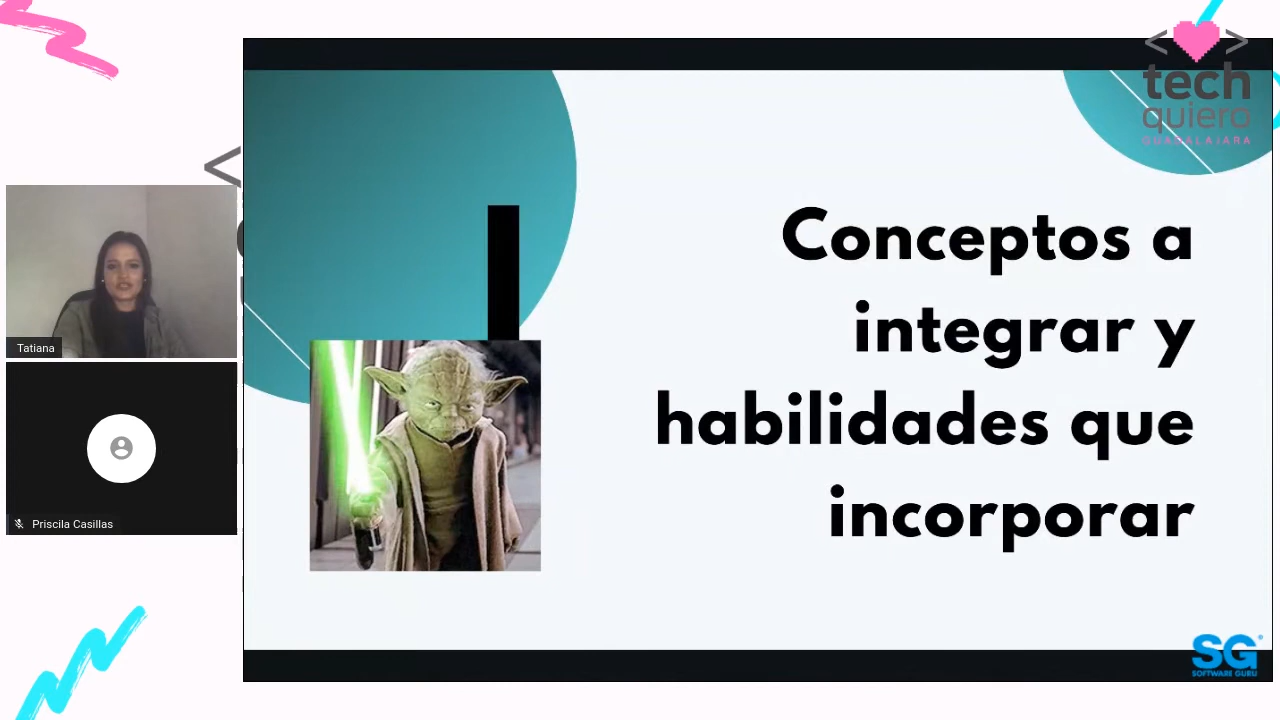 < >
tech
quiero
GUADALAJARA
Conceptos a
integrar y
habilidades que
incorporar
Tatiana
Priscila Casillas
SG
SOFTWARE GURU